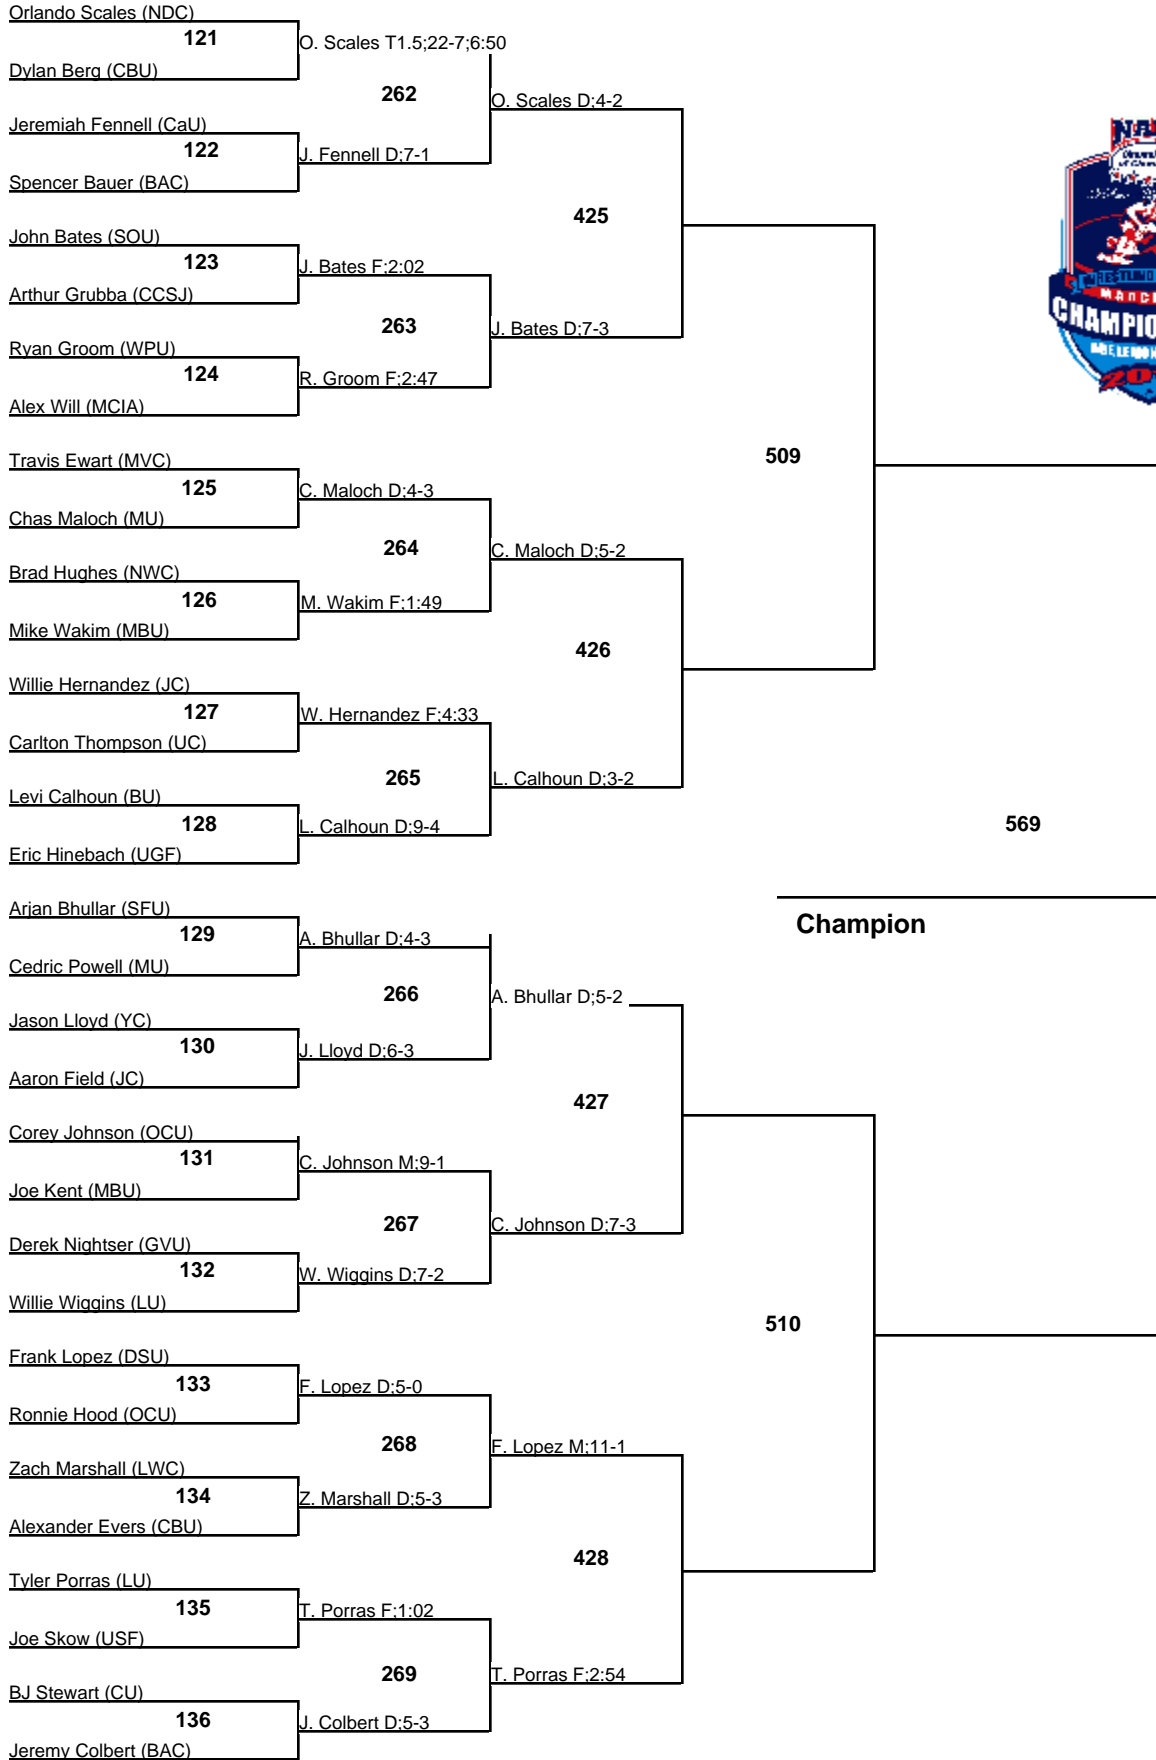 Orlando Scales (NDC)
121
O. Scales T1.5;22-7;6:50
Dylan Berg (CBU)
262
O. Scales D;4-2
Jeremiah Fennell (CaU)
122
J. Fennell D;7-1
Spencer Bauer (BAC)
425
John Bates (SOU)
123
J. Bates F;2:02
Arthur Grubba (CCSJ)
263
J. Bates D;7-3
Ryan Groom (WPU)
124
R. Groom F;2:47
Alex Will (MCIA)
509
Travis Ewart (MVC)
125
C. Maloch D;4-3
Chas Maloch (MU)
264
C. Maloch D;5-2
Brad Hughes (NWC)
126
M. Wakim F;1:49
Mike Wakim (MBU)
426
Willie Hernandez (JC)
127
W. Hernandez F;4:33
Carlton Thompson (UC)
265
L. Calhoun D;3-2
Levi Calhoun (BU)
128
L. Calhoun D;9-4
Eric Hinebach (UGF)
569
Champion
Arjan Bhullar (SFU)
129
A. Bhullar D;4-3
Cedric Powell (MU)
266
A. Bhullar D;5-2
Jason Lloyd (YC)
130
J. Lloyd D;6-3
Aaron Field (JC)
427
Corey Johnson (OCU)
131
C. Johnson M;9-1
Joe Kent (MBU)
267
C. Johnson D;7-3
Derek Nightser (GVU)
132
W. Wiggins D;7-2
Willie Wiggins (LU)
510
Frank Lopez (DSU)
133
F. Lopez D;5-0
Ronnie Hood (OCU)
268
F. Lopez M;11-1
Zach Marshall (LWC)
134
Z. Marshall D;5-3
Alexander Evers (CBU)
428
Tyler Porras (LU)
135
T. Porras F;1:02
Joe Skow (USF)
269
T. Porras F;2:54
BJ Stewart (CU)
136
J. Colbert D;5-3
Jeremy Colbert (BAC)